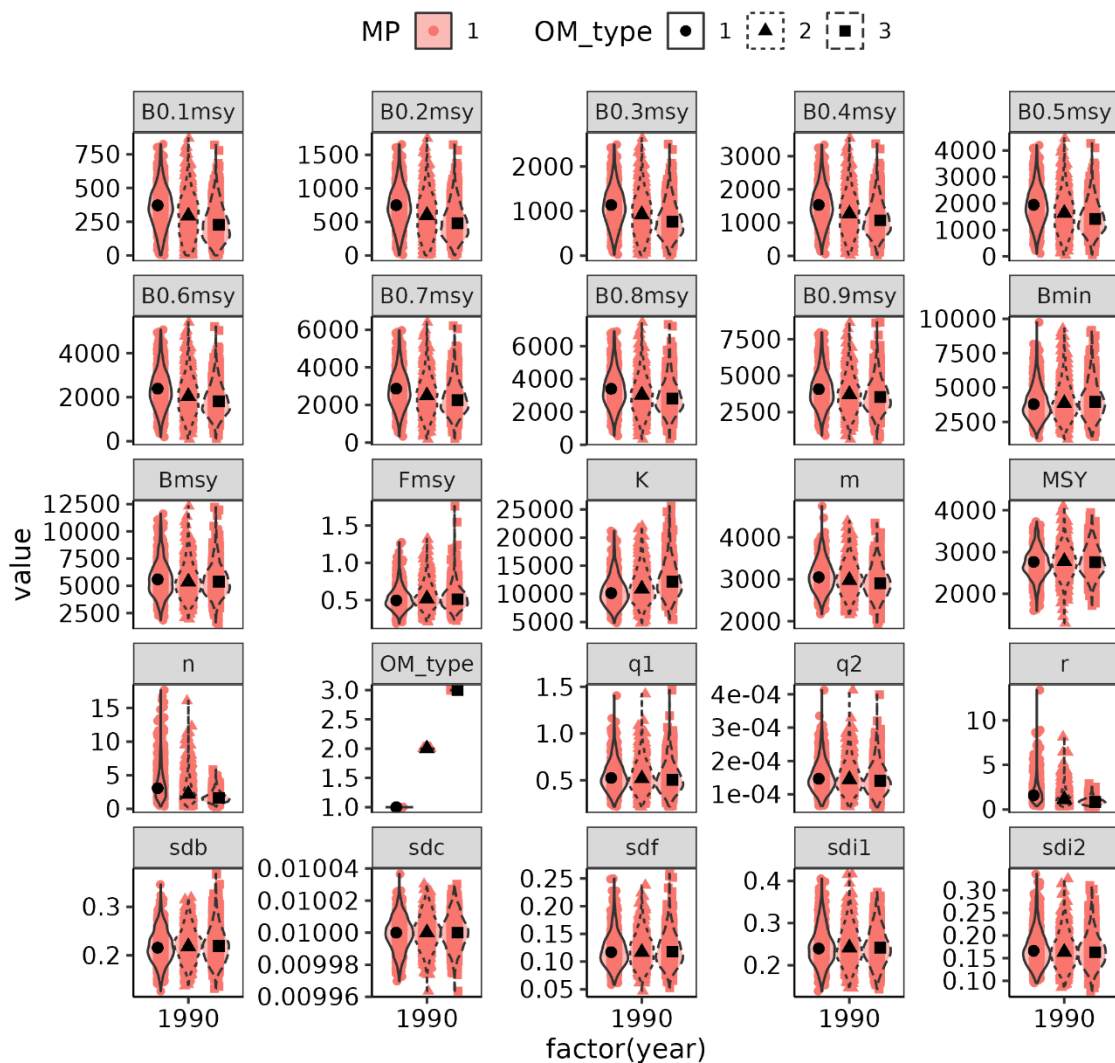 MP 1 OM_type 1 2 3
B0.1msy B0.2msy B0.3msy B0.4msy B0.5msy
750 500 250 0
1500 1000 500 0
2000 1000 0
3000 2000 1000 0
4000 3000 2000 1000 0
B0.6msy B0.7msy B0.8msy B0.9msy Bmin
4000 2000 0
6000 4000 2000 0
6000 4000 2000 0
7500 5000 2500
10000 7500 5000 2500
Bmsy Fmsy K m MSY
12500 10000 7500 5000 2500
1.5 1.0 0.5
25000 20000 15000 10000 5000
4000 3000 2000
4000 3000 2000
n OM_type q1 q2 r
15 10 5 0
3.0 2.5 2.0 1.5 1.0
1.5 1.0 0.5
4e-04 3e-04 2e-04 1e-04
10 5 0
sdb sdc sdf sdi1 sdi2
0.3 0.2
0.01004 0.01002 0.01000 0.00998 0.00996
0.25 0.20 0.15 0.10 0.05
0.4 0.3 0.2
0.30 0.25 0.20 0.15 0.10
1990 1990 1990 1990 1990
factor(year)
value